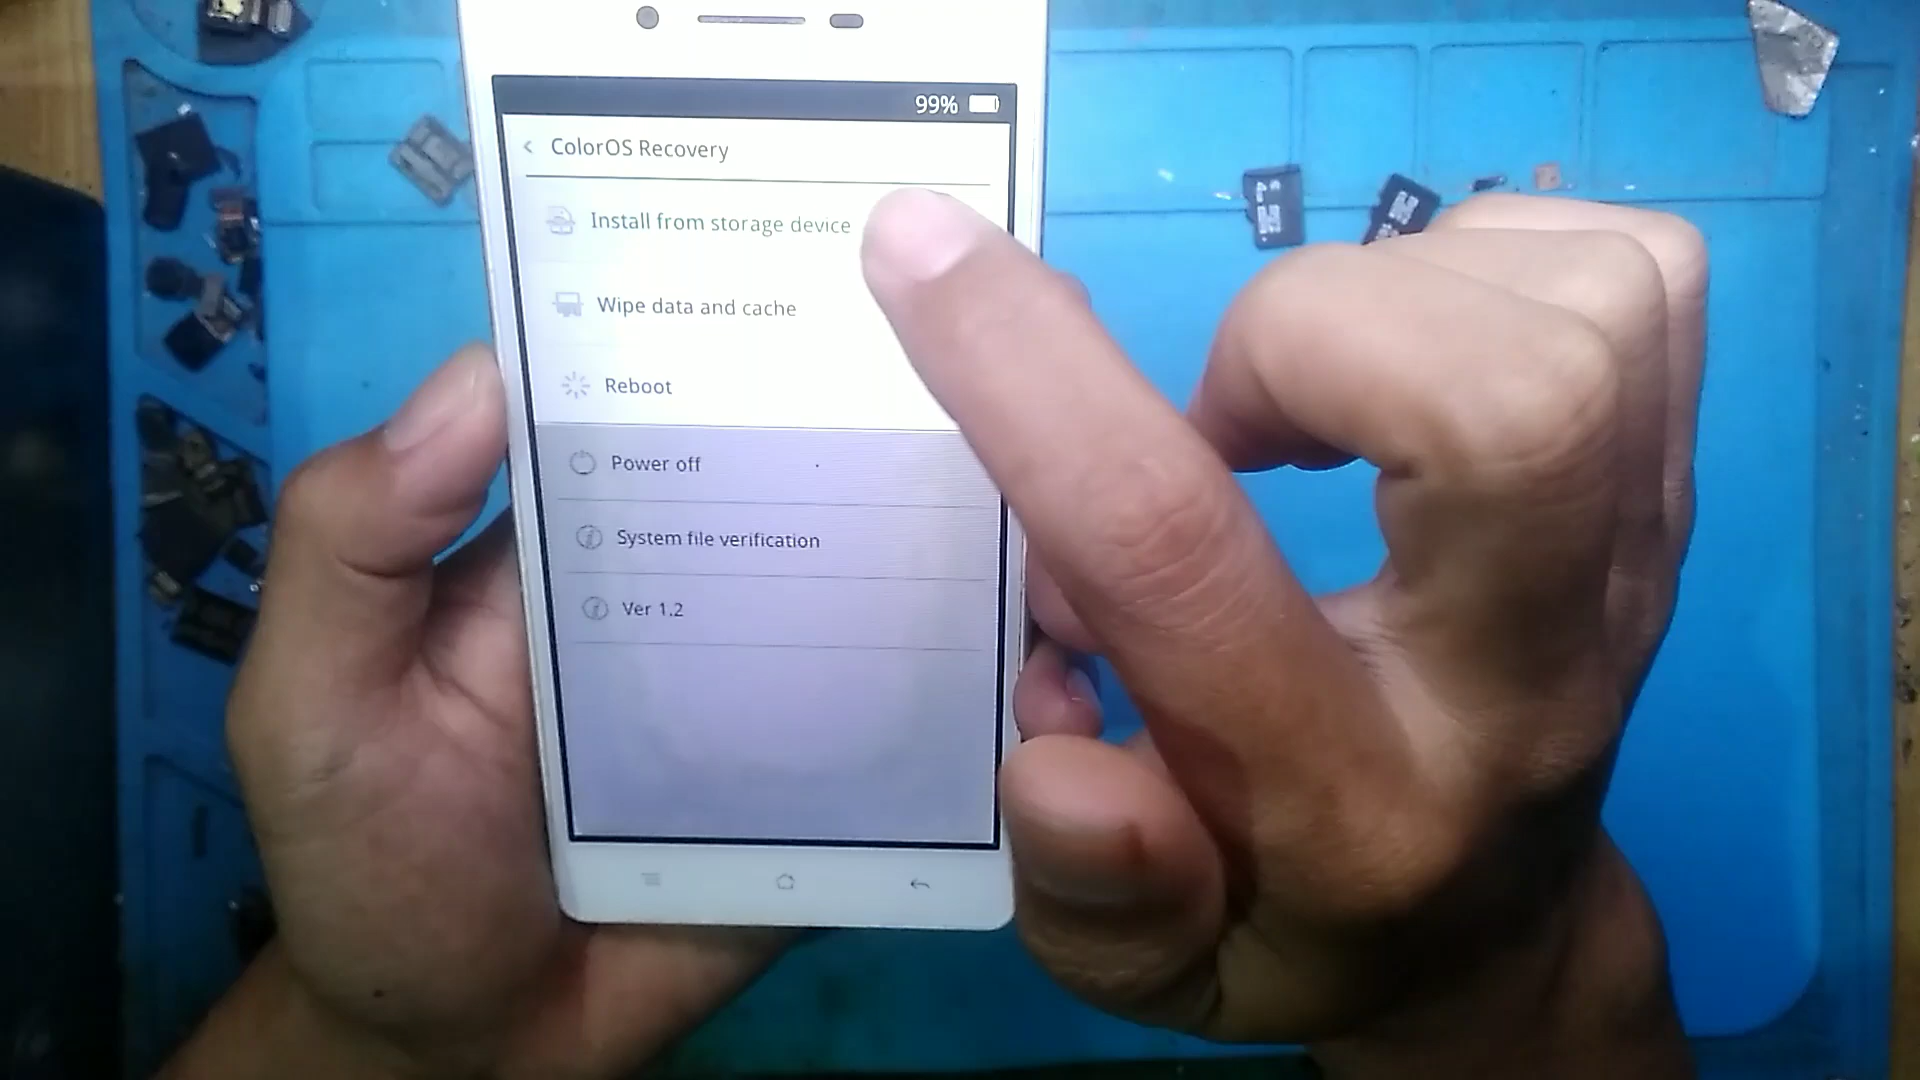 99%
ColorOS Recovery
Install from storage device
Wipe data and cache
Reboot
Power off
System file verification
Ver 1.2